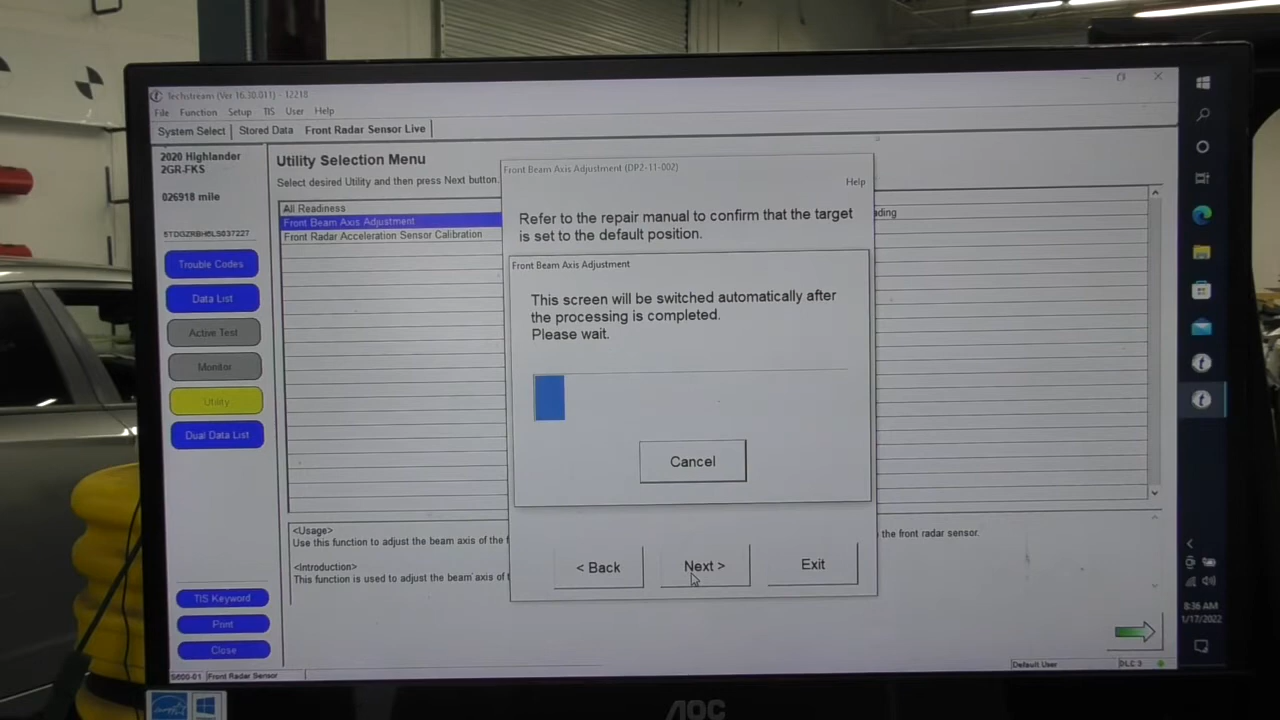 Techstream (Ver 16.30.011) - 12218
File Function Setup TIS User Help
System Select Stored Data Front Radar Sensor Live
2020 Highlander
2GR-FKS
026918 mile
5TDGZRBH6LS037227
Trouble Codes
Data List
Active Test
Monitor
Utility
Dual Data List
TIS Keyword
Print
Close
Utility Selection Menu
Select desired Utility and then press Next button.
All Readiness
Front Beam Axis Adjustment
Front Radar Acceleration Sensor Calibration
ading
<Usage>
Use this function to adjust the beam axis of the f
the front radar sensor.
<Introduction>
This function is used to adjust the beam axis of t
Front Beam Axis Adjustment (DP2-11-002)
Help
Refer to the repair manual to confirm that the target
is set to the default position.
Front Beam Axis Adjustment
This screen will be switched automatically after
the processing is completed.
Please wait.
Cancel
< Back Next > Exit
S600-01 Front Radar Sensor
Default User
DLC 3
8:36 AM
1/17/2022
AOC